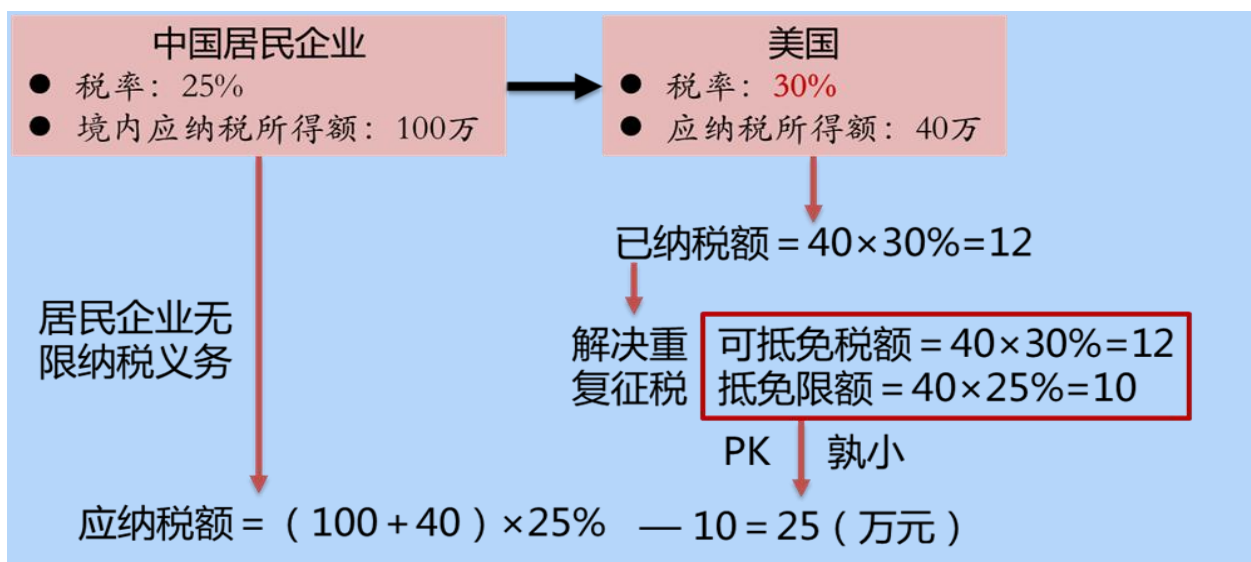 中国居民企业
● 税率：25%
● 境内应纳税所得额：100万
美国
● 税率：30%
● 应纳税所得额：40万
已纳税额＝40×30%=12
居民企业无
限纳税义务
解决重
复征税
可抵免税额＝40×30%=12
抵免限额＝40×25%=10
PK 孰小
应纳税额＝（100+40）×25% — 10＝25（万元）